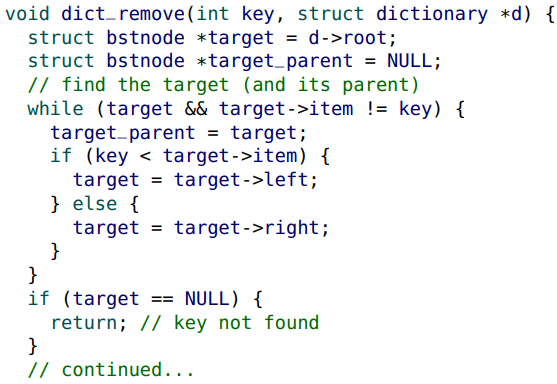 void dict_remove(int key, struct dictionary *d) {
  struct bstnode *target = d->root;
  struct bstnode *target_parent = NULL;
  // find the target (and its parent)
  while (target && target->item != key) {
    target_parent = target;
    if (key < target->item) {
      target = target->left;
    } else {
      target = target->right;
    }
  }
  if (target == NULL) {
    return; // key not found
  }
  // continued...